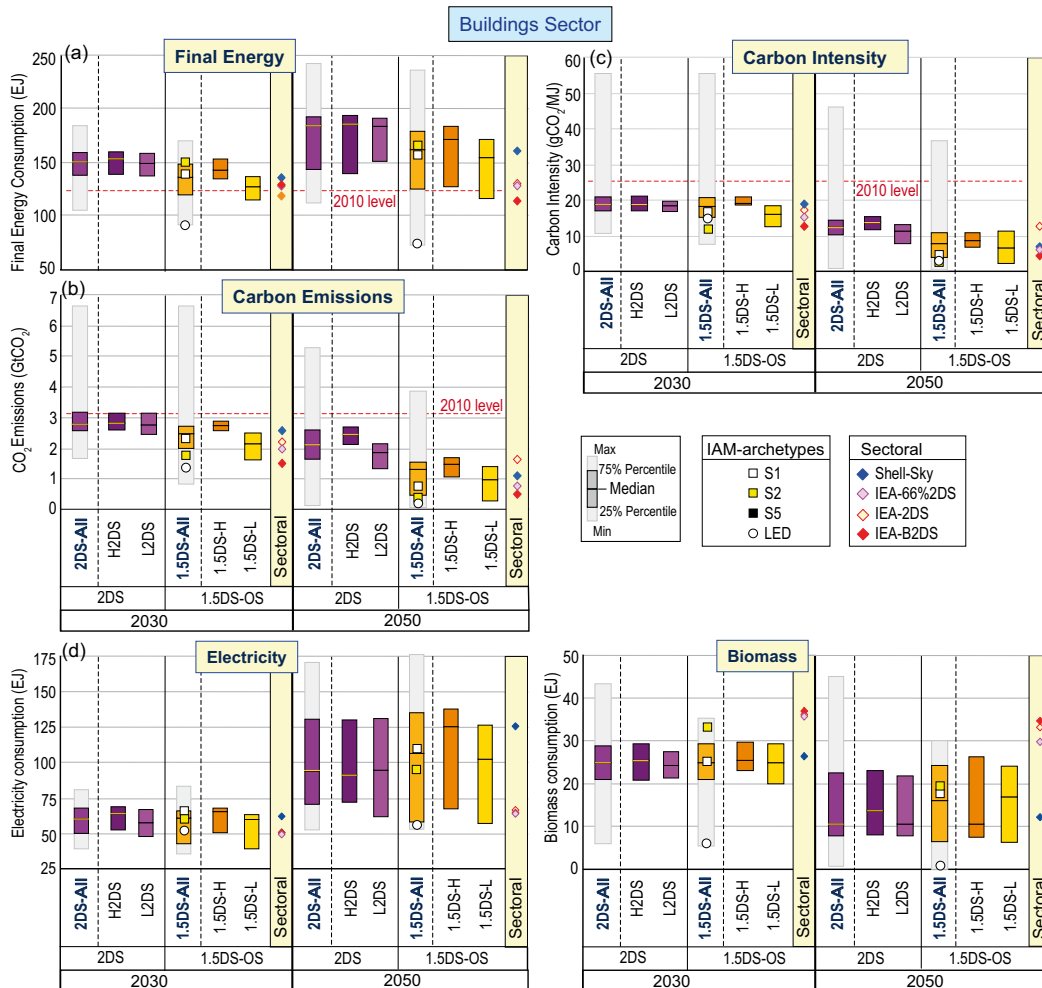 Buildings Sector
(a)
Final Energy
Final Energy Consumption (EJ)
250
200
150
100
50
2010 level
(b)
Carbon Emissions
CO2 Emissions (GtCO2)
7
6
5
4
3
2
1
0
2010 level
2DS-All
H2DS
L2DS
1.5DS-All
1.5DS-H
1.5DS-L
Sectoral
2DS-All
H2DS
L2DS
1.5DS-All
1.5DS-H
1.5DS-L
Sectoral
2DS
1.5DS-OS
2DS
1.5DS-OS
2030
2050
(c)
Carbon Intensity
Carbon Intensity (gCO2/MJ)
60
50
40
30
20
10
0
2010 level
2DS-All
H2DS
L2DS
1.5DS-All
1.5DS-H
1.5DS-L
Sectoral
2DS-All
H2DS
L2DS
1.5DS-All
1.5DS-H
1.5DS-L
Sectoral
2DS
1.5DS-OS
2DS
1.5DS-OS
2030
2050
Max
75% Percentile
Median
25% Percentile
Min
IAM-archetypes
S1
S2
S5
LED
Sectoral
Shell-Sky
IEA-66%2DS
IEA-2DS
IEA-B2DS
(d)
Electricity
Electricity consumption (EJ)
175
150
125
100
75
50
25
2DS-All
H2DS
L2DS
1.5DS-All
1.5DS-H
1.5DS-L
Sectoral
2DS-All
H2DS
L2DS
1.5DS-All
1.5DS-H
1.5DS-L
Sectoral
2DS
1.5DS-OS
2DS
1.5DS-OS
2030
2050
Biomass
Biomass consumption (EJ)
50
40
30
20
10
0
2DS-All
H2DS
L2DS
1.5DS-All
1.5DS-H
1.5DS-L
Sectoral
2DS-All
H2DS
L2DS
1.5DS-All
1.5DS-H
1.5DS-L
Sectoral
2DS
1.5DS-OS
2DS
1.5DS-OS
2030
2050